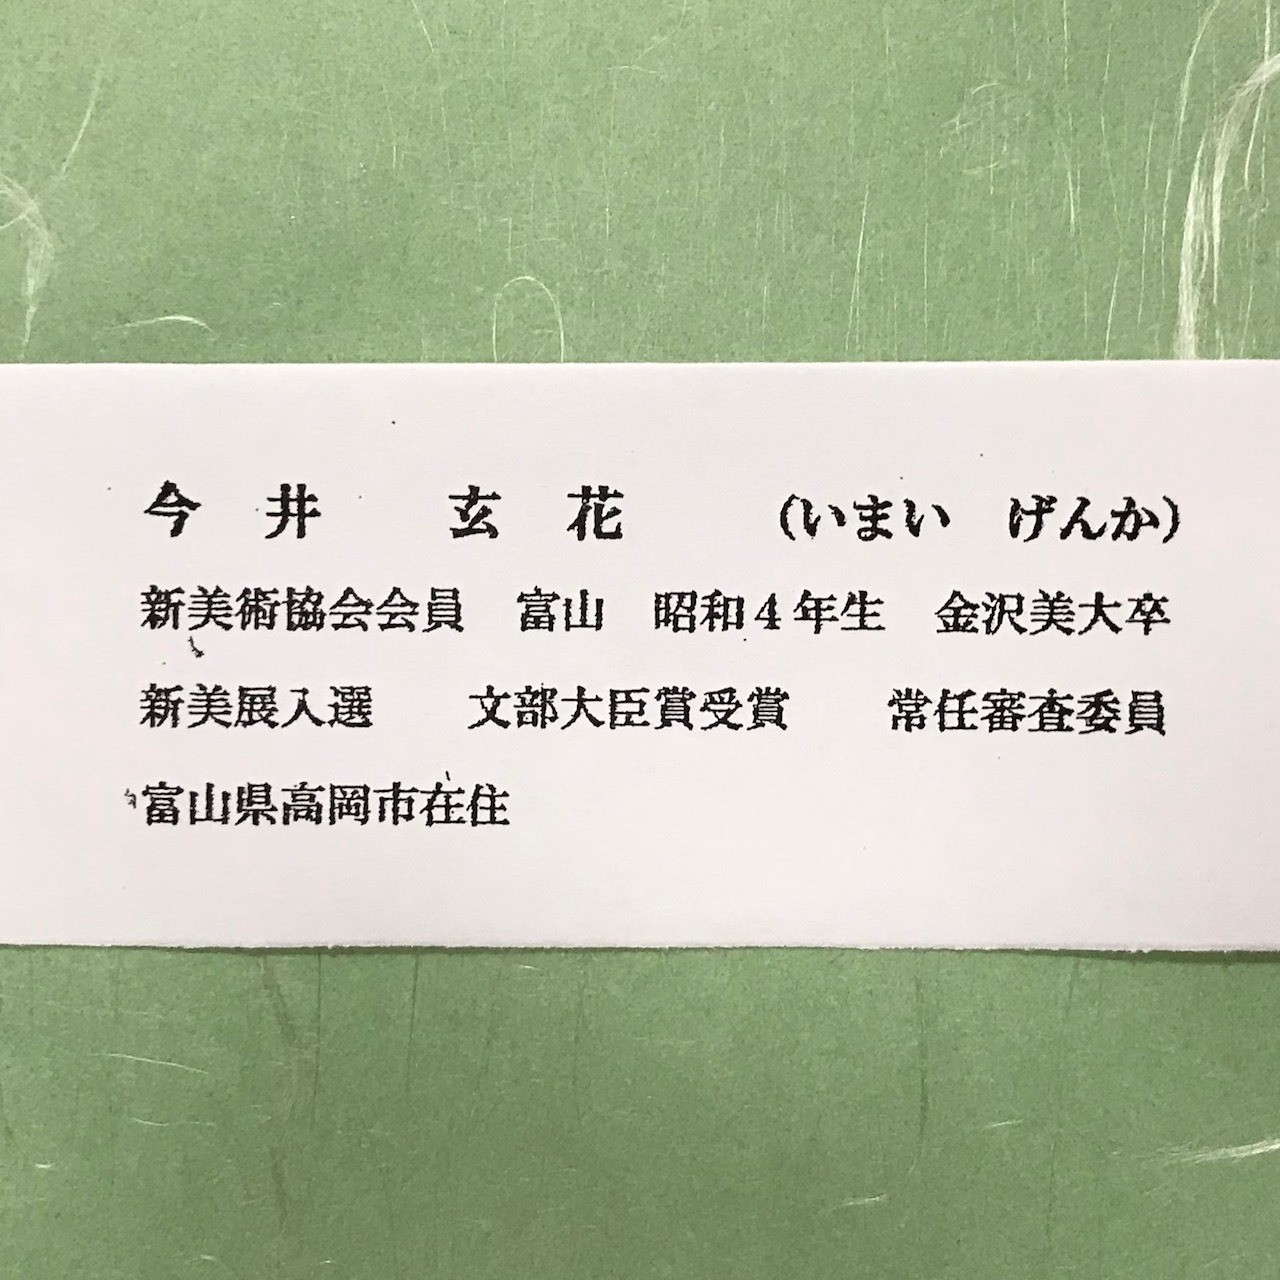 今井　玄花　（いまい　げんか）
新美術協会会員　富山　昭和４年生　金沢美大卒
新美展入選　文部大臣賞受賞　常任審査委員
富山県高岡市在住